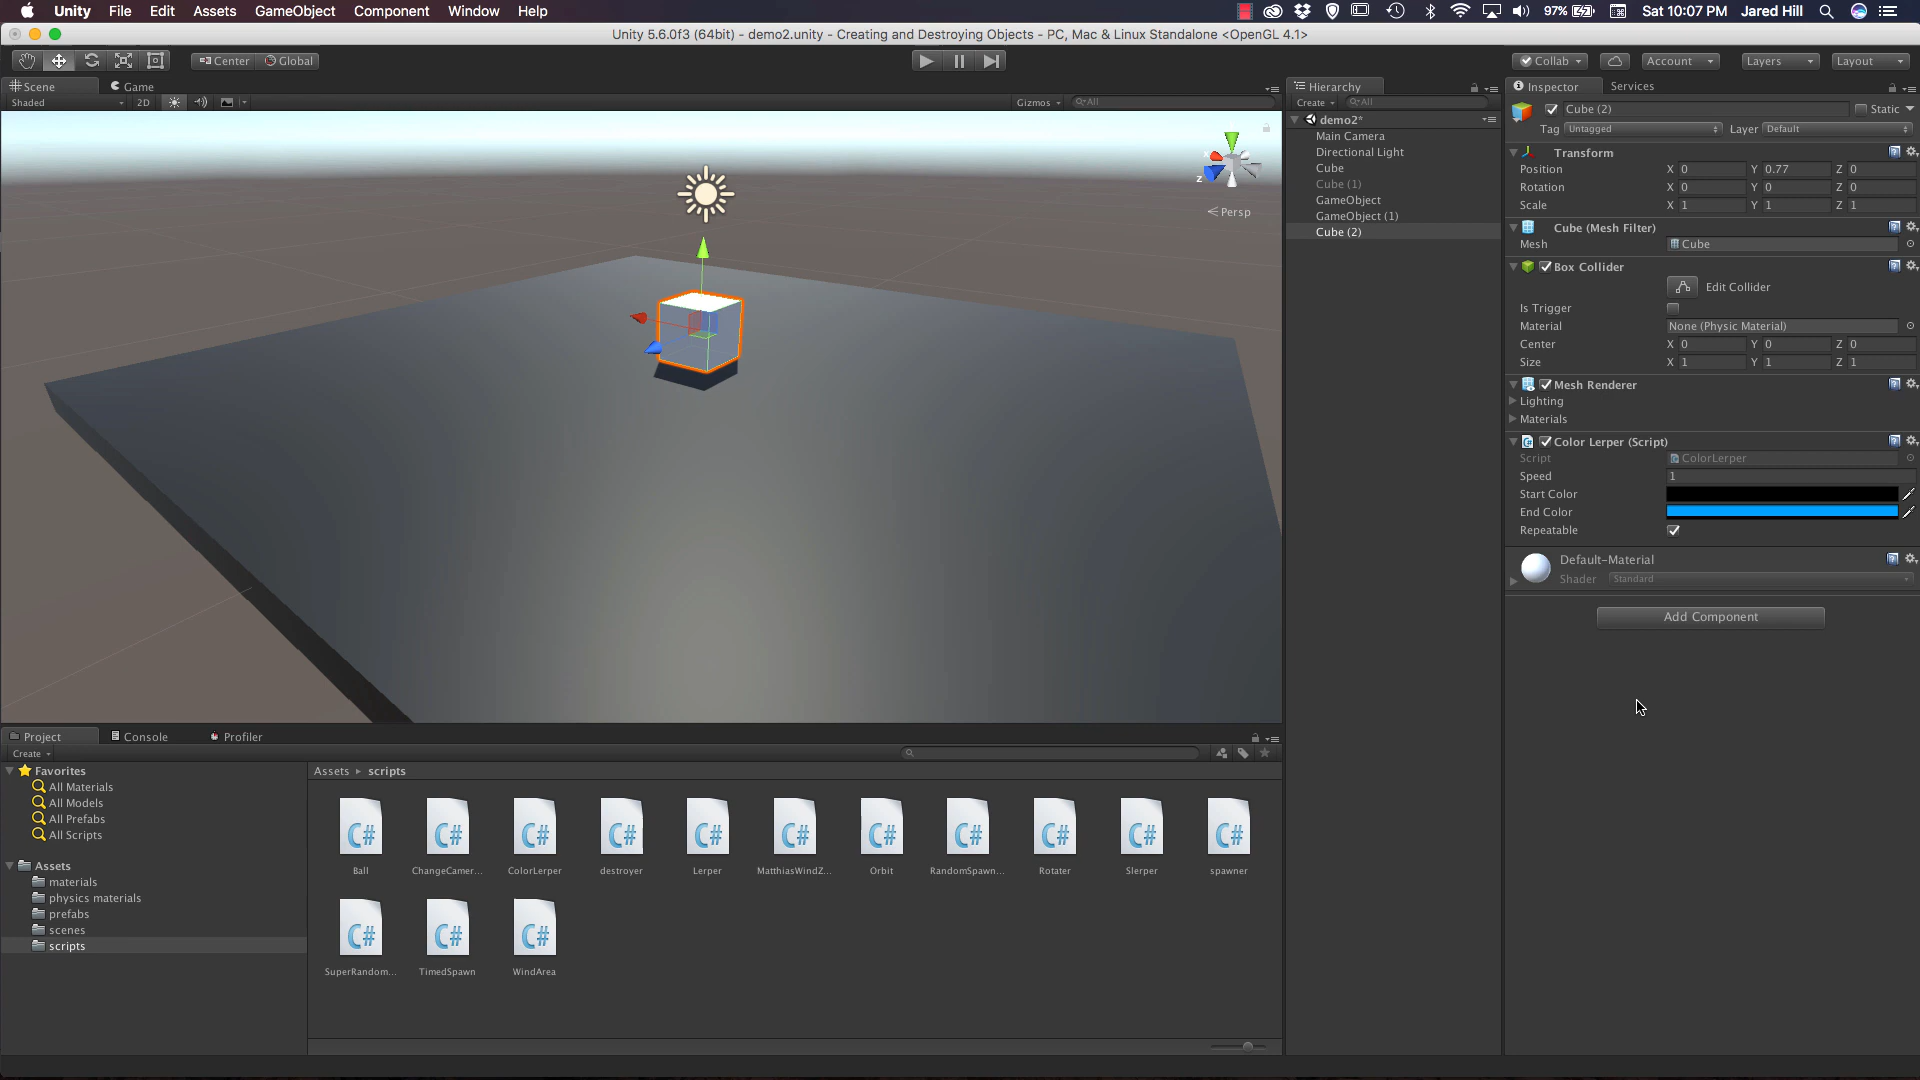 Unity File Edit Assets GameObject Component Window Help 97% Sat 10:07 PM Jared Hill
Unity 5.6.0f3 (64bit) - demo2.unity - Creating and Destroying Objects - PC, Mac & Linux Standalone <OpenGL 4.1>
Center Global Collab Account Layers Layout
Scene Game
Shaded 2D Gizmos All
Persp
Z
Hierarchy
Create All
demo2*
Main Camera
Directional Light
Cube
Cube (1)
GameObject
GameObject (1)
Cube (2)
Inspector Services
Cube (2) Static
Tag Untagged Layer Default
Transform
Position X 0 Y 0.77 Z 0
Rotation X 0 Y 0 Z 0
Scale X 1 Y 1 Z 1
Cube (Mesh Filter)
Mesh Cube
Box Collider
Edit Collider
Is Trigger
Material None (Physic Material)
Center X 0 Y 0 Z 0
Size X 1 Y 1 Z 1
Mesh Renderer
Lighting
Materials
Color Lerper (Script)
Script ColorLerper
Speed 1
Start Color
End Color
Repeatable
Default-Material
Shader Standard
Add Component
Project Console Profiler
Create
Favorites
All Materials
All Models
All Prefabs
All Scripts
Assets
materials
physics materials
prefabs
scenes
scripts
Assets ▸ scripts
C# C# C# C# C# C# C# C# C# C# C#
Ball ChangeCamer... ColorLerper destroyer Lerper MatthiasWindZ... Orbit RandomSpawn... Rotater Slerper spawner
C# C# C#
SuperRandom... TimedSpawn WindArea